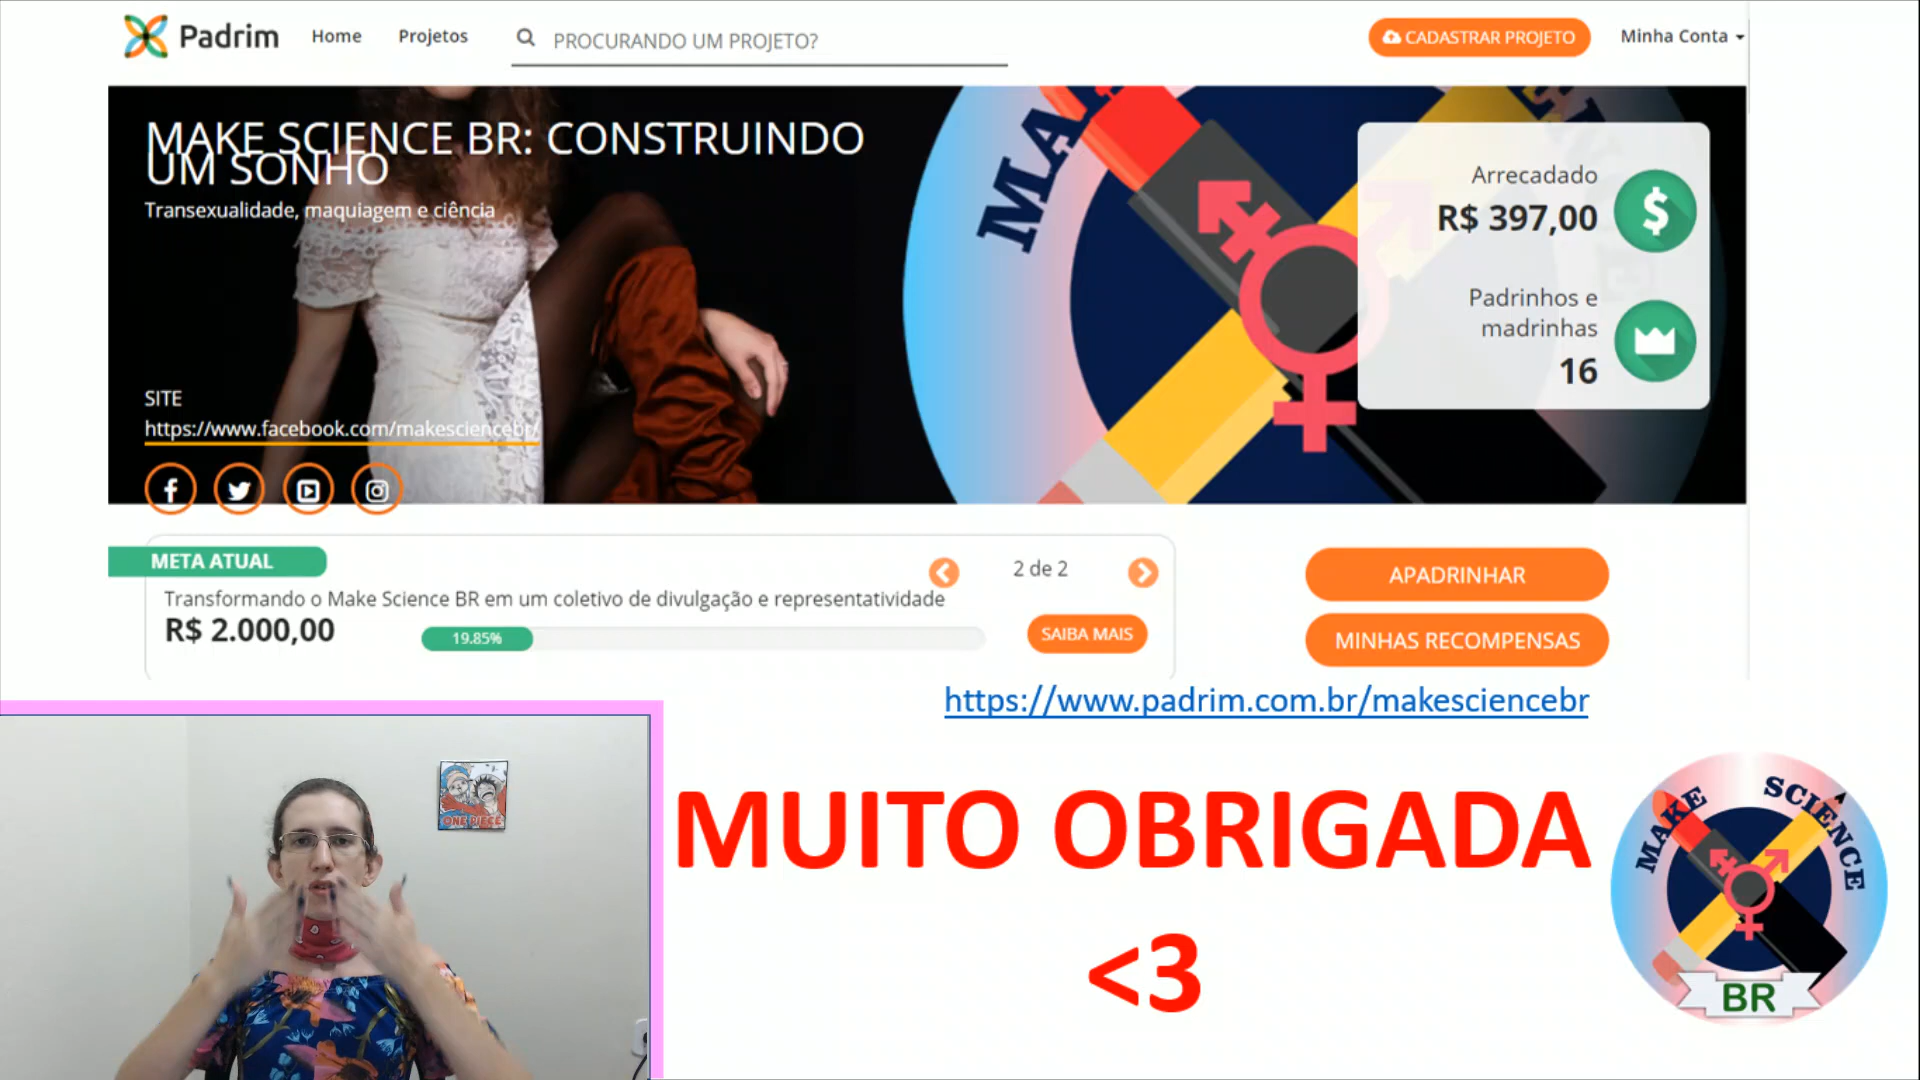 Padrim
Home
Projetos
PROCURANDO UM PROJETO?
CADASTRAR PROJETO
Minha Conta
MAKE SCIENCE BR: CONSTRUINDO
UM SONHO
Transexualidade, maquiagem e ciência
SITE
https://www.facebook.com/makesciencebr/
MA
Arrecadado
R$ 397,00
Padrinhos e
madrinhas
16
META ATUAL
2 de 2
Transformando o Make Science BR em um coletivo de divulgação e representatividade
R$ 2.000,00
19.85%
SAIBA MAIS
APADRINHAR
MINHAS RECOMPENSAS
https://www.padrim.com.br/makesciencebr
ONE PIECE
MUITO OBRIGADA
<3
MAKE SCIENCE
BR